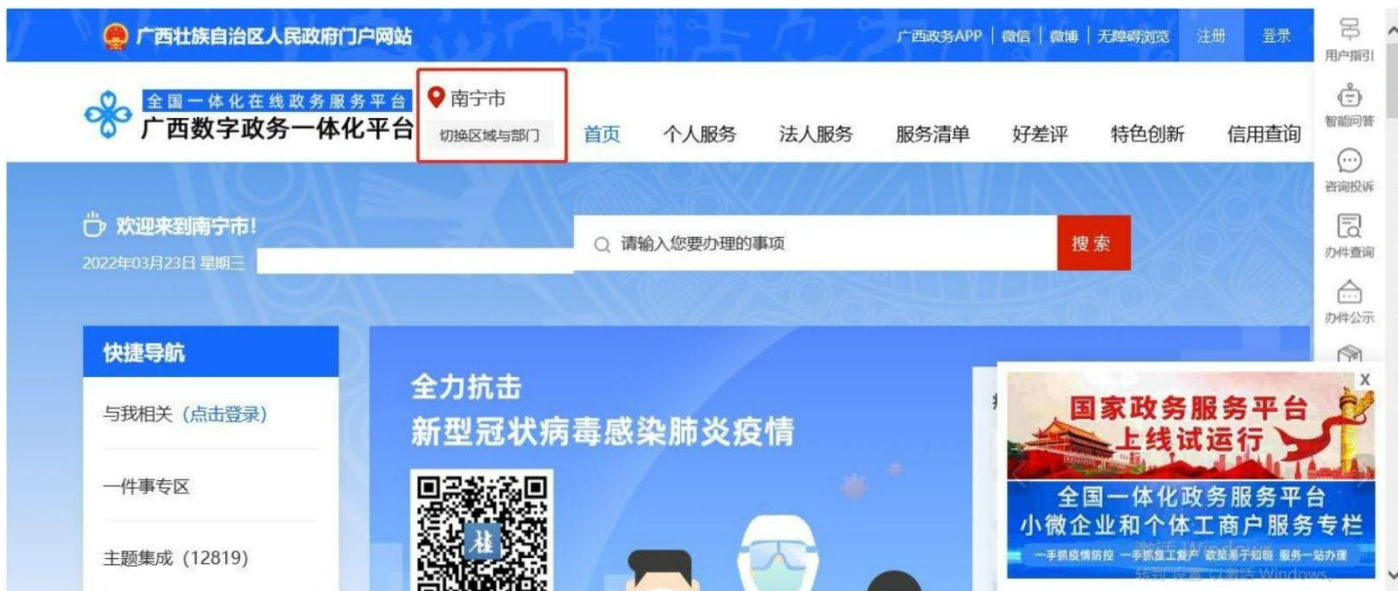 广西壮族自治区人民政府门户网站
广西政务APP | 微信 | 微博 | 无障碍浏览 注册 登录
用户指引
全国一体化在线政务服务平台
广西数字政务一体化平台
南宁市
切换区域与部门
首页 个人服务 法人服务 服务清单 好差评 特色创新 信用查询
智能问答
咨询投诉
欢迎来到南宁市!
2022年03月23日 星期三
请输入您要办理的事项
搜索
办件查询
办件公示
快捷导航
与我相关 (点击登录)
一件事专区
主题集成 (12819)
全力抗击
新型冠状病毒感染肺炎疫情
桂
X
国家政务服务平台
上线试运行
全国一体化政务服务平台
小微企业和个体工商户服务专栏
一手抓疫情防控 一手抓复工复产 政策易于知晓 服务一站办理
转到"设置"以激活 Windows。